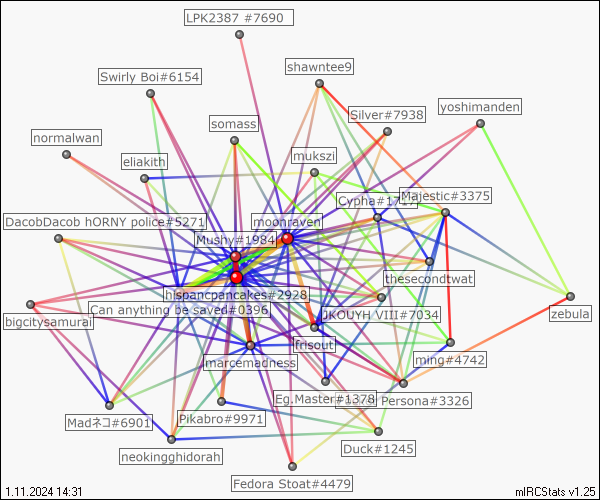 LPK2387 #7690
shawntee9
Swirly Boi#6154
yoshimanden
Silver#7938
somass
normalwan
mukszi
eliakith
Majestic#3375
Cypha#17
DacobDacob hORNY police#5271
moonraven
Mushy#1984
thesecondtwat
hispancpancakes#2928
Can anything be saved#0396
zebula
JKOUYH VIII#7034
bigcitysamurai
frisout
ming#4742
marcemadness
Eg.Master#1378
Persona#3326
Madネコ#6901
Pikabro#9971
Duck#1245
neokingghidorah
Fedora Stoat#4479
1.11.2024 14:31
mIRCStats v1.25